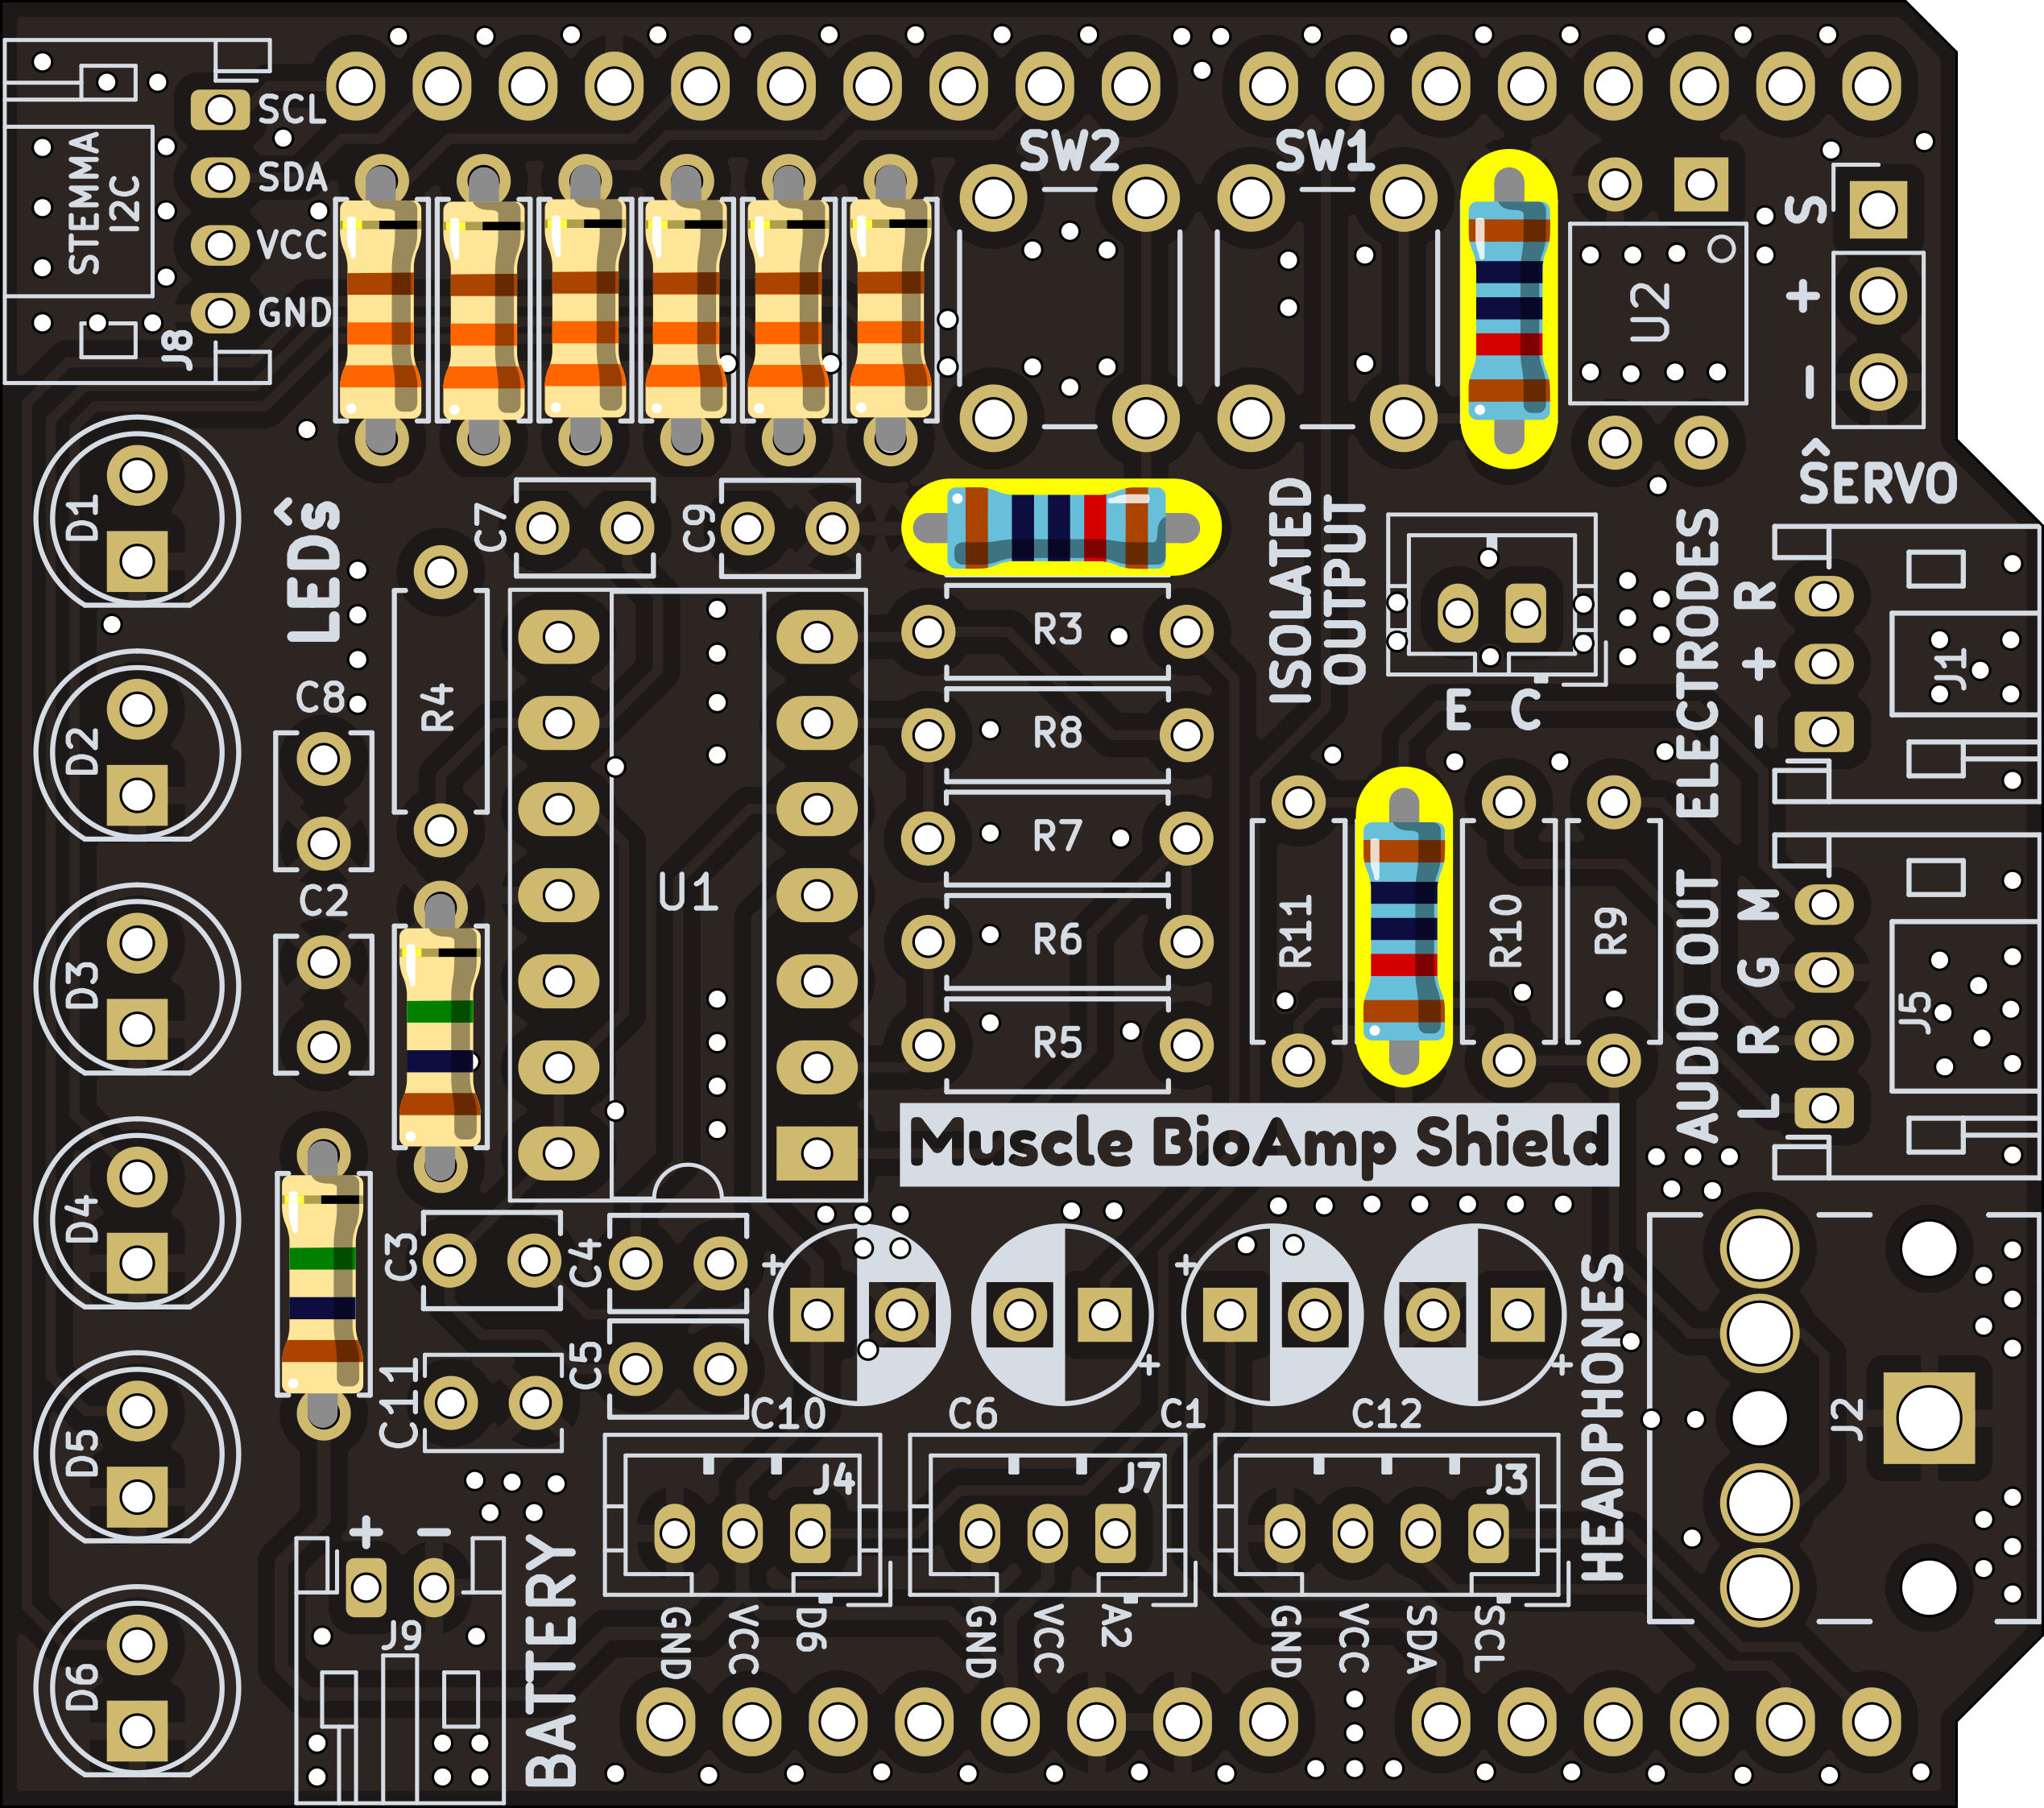 SCL
SDA
VCC
GND
STEMMA
I2C
J8
SW2
SW1
U2
S
+
-
^
SERVO
D1
LEDs
^
C7
C9
ISOLATED
OUTPUT
E C
ELECTRODES
R
+
-
J1
R4
R3
R8
R7
R6
R5
C8
D2
C2
D3
U1
R11
R10
R9
AUDIO OUT
M
G
R
L
J5
Muscle BioAmp Shield
D4
C3
C4
C5
C111
+
C10
C6
+
+
C1
C12
+
HEADPHONES
J2
D5
+ -
J9
BATTERY
J4
J7
J3
GND
VCC
D6
GND
VCC
A2
GND
VCC
SDA
SCL
D6